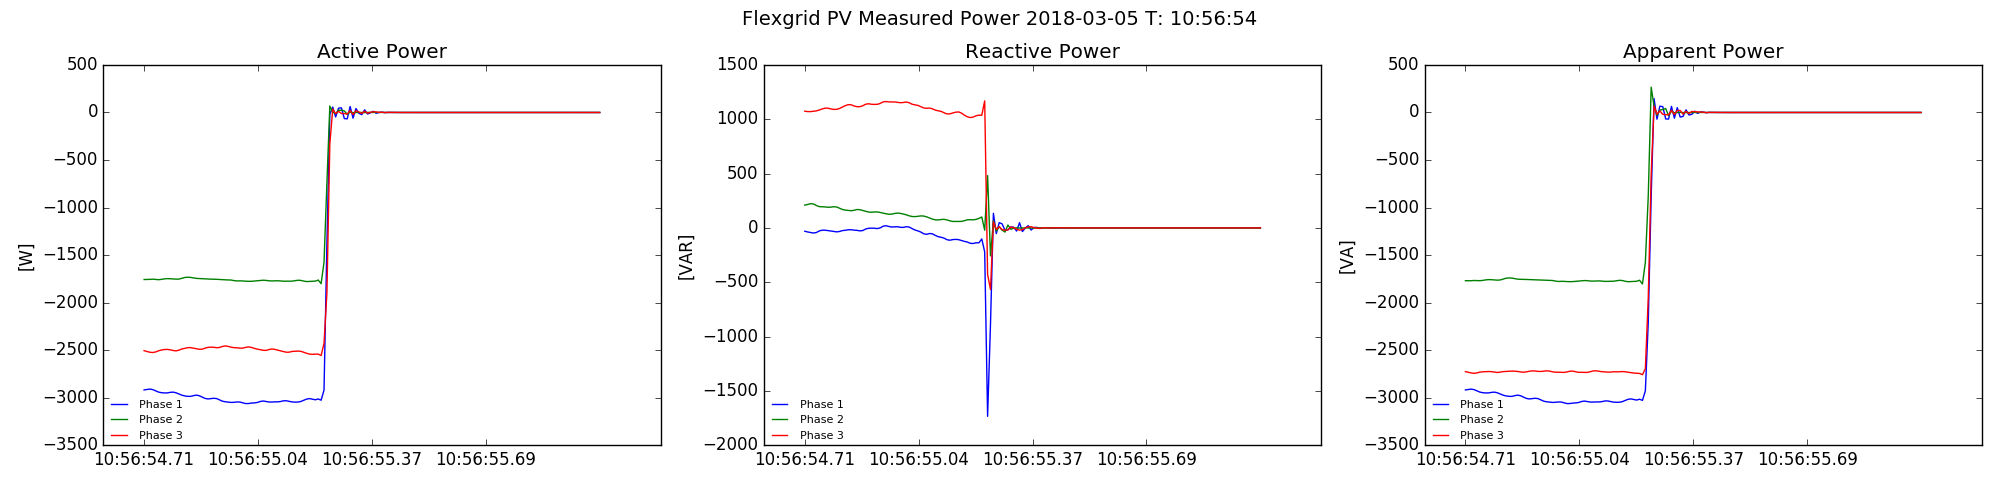 Flexgrid PV Measured Power 2018-03-05 T: 10:56:54
Active Power
500
0
−500
−1000
−1500
−2000
−2500
−3000
−3500
[W]
Phase 1
Phase 2
Phase 3
10:56:54.71 10:56:55.04 10:56:55.37 10:56:55.69
Reactive Power
1500
1000
500
0
−500
−1000
−1500
−2000
[VAR]
Phase 1
Phase 2
Phase 3
10:56:54.71 10:56:55.04 10:56:55.37 10:56:55.69
Apparent Power
500
0
−500
−1000
−1500
−2000
−2500
−3000
−3500
[VA]
Phase 1
Phase 2
Phase 3
10:56:54.71 10:56:55.04 10:56:55.37 10:56:55.69